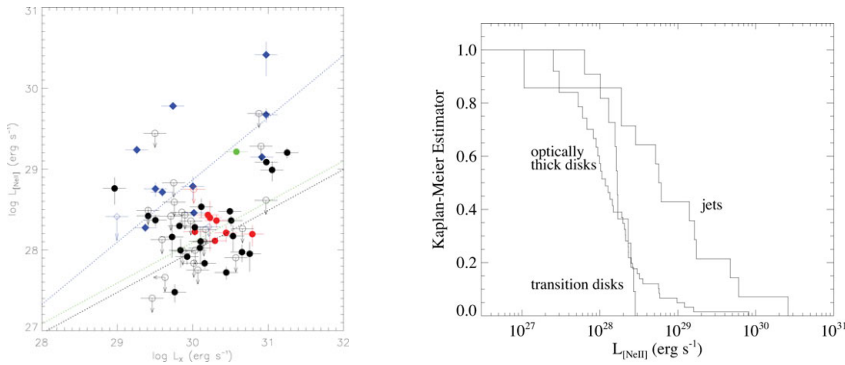 31
30
29
28
27
log L[NeII] (erg s⁻¹)
28 29 30 31 32
log Lx (erg s⁻¹)
1.0
0.8
0.6
0.4
0.2
0.0
Kaplan-Meier Estimator
optically
thick disks
jets
transition disks
10²⁷ 10²⁸ 10²⁹ 10³⁰ 10³¹
L[NeII] (erg s⁻¹)